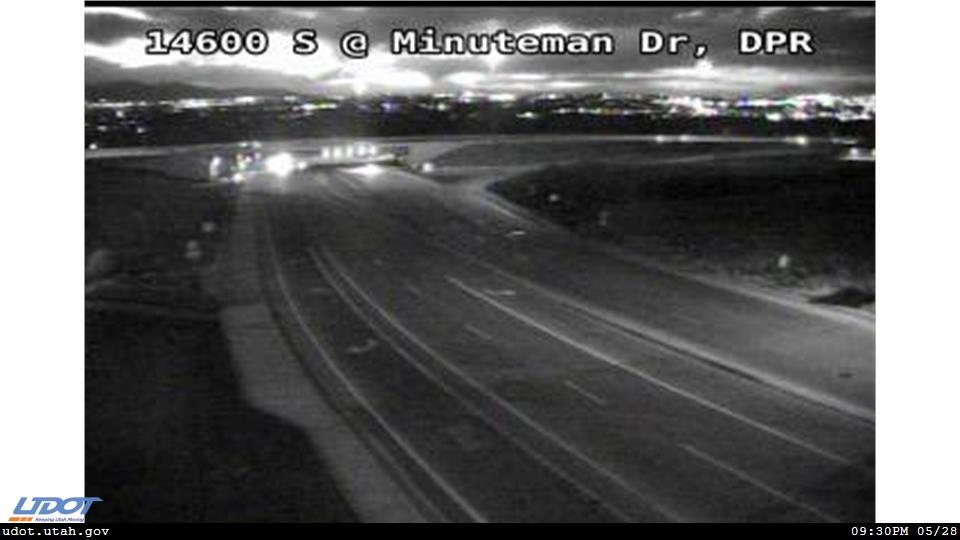 14600 S @ Minuteman Dr, DPR
UDOT
Keeping Utah Moving
udot.utah.gov
09:30PM 05/28